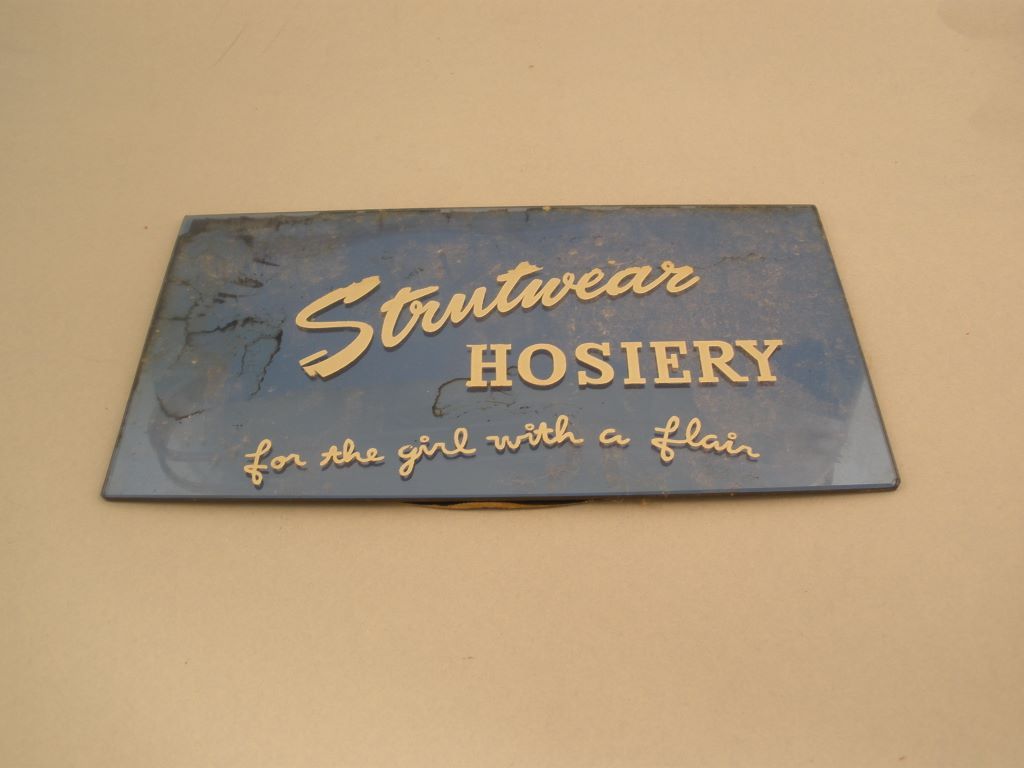 Strutwear
HOSIERY
for the girl with a flair